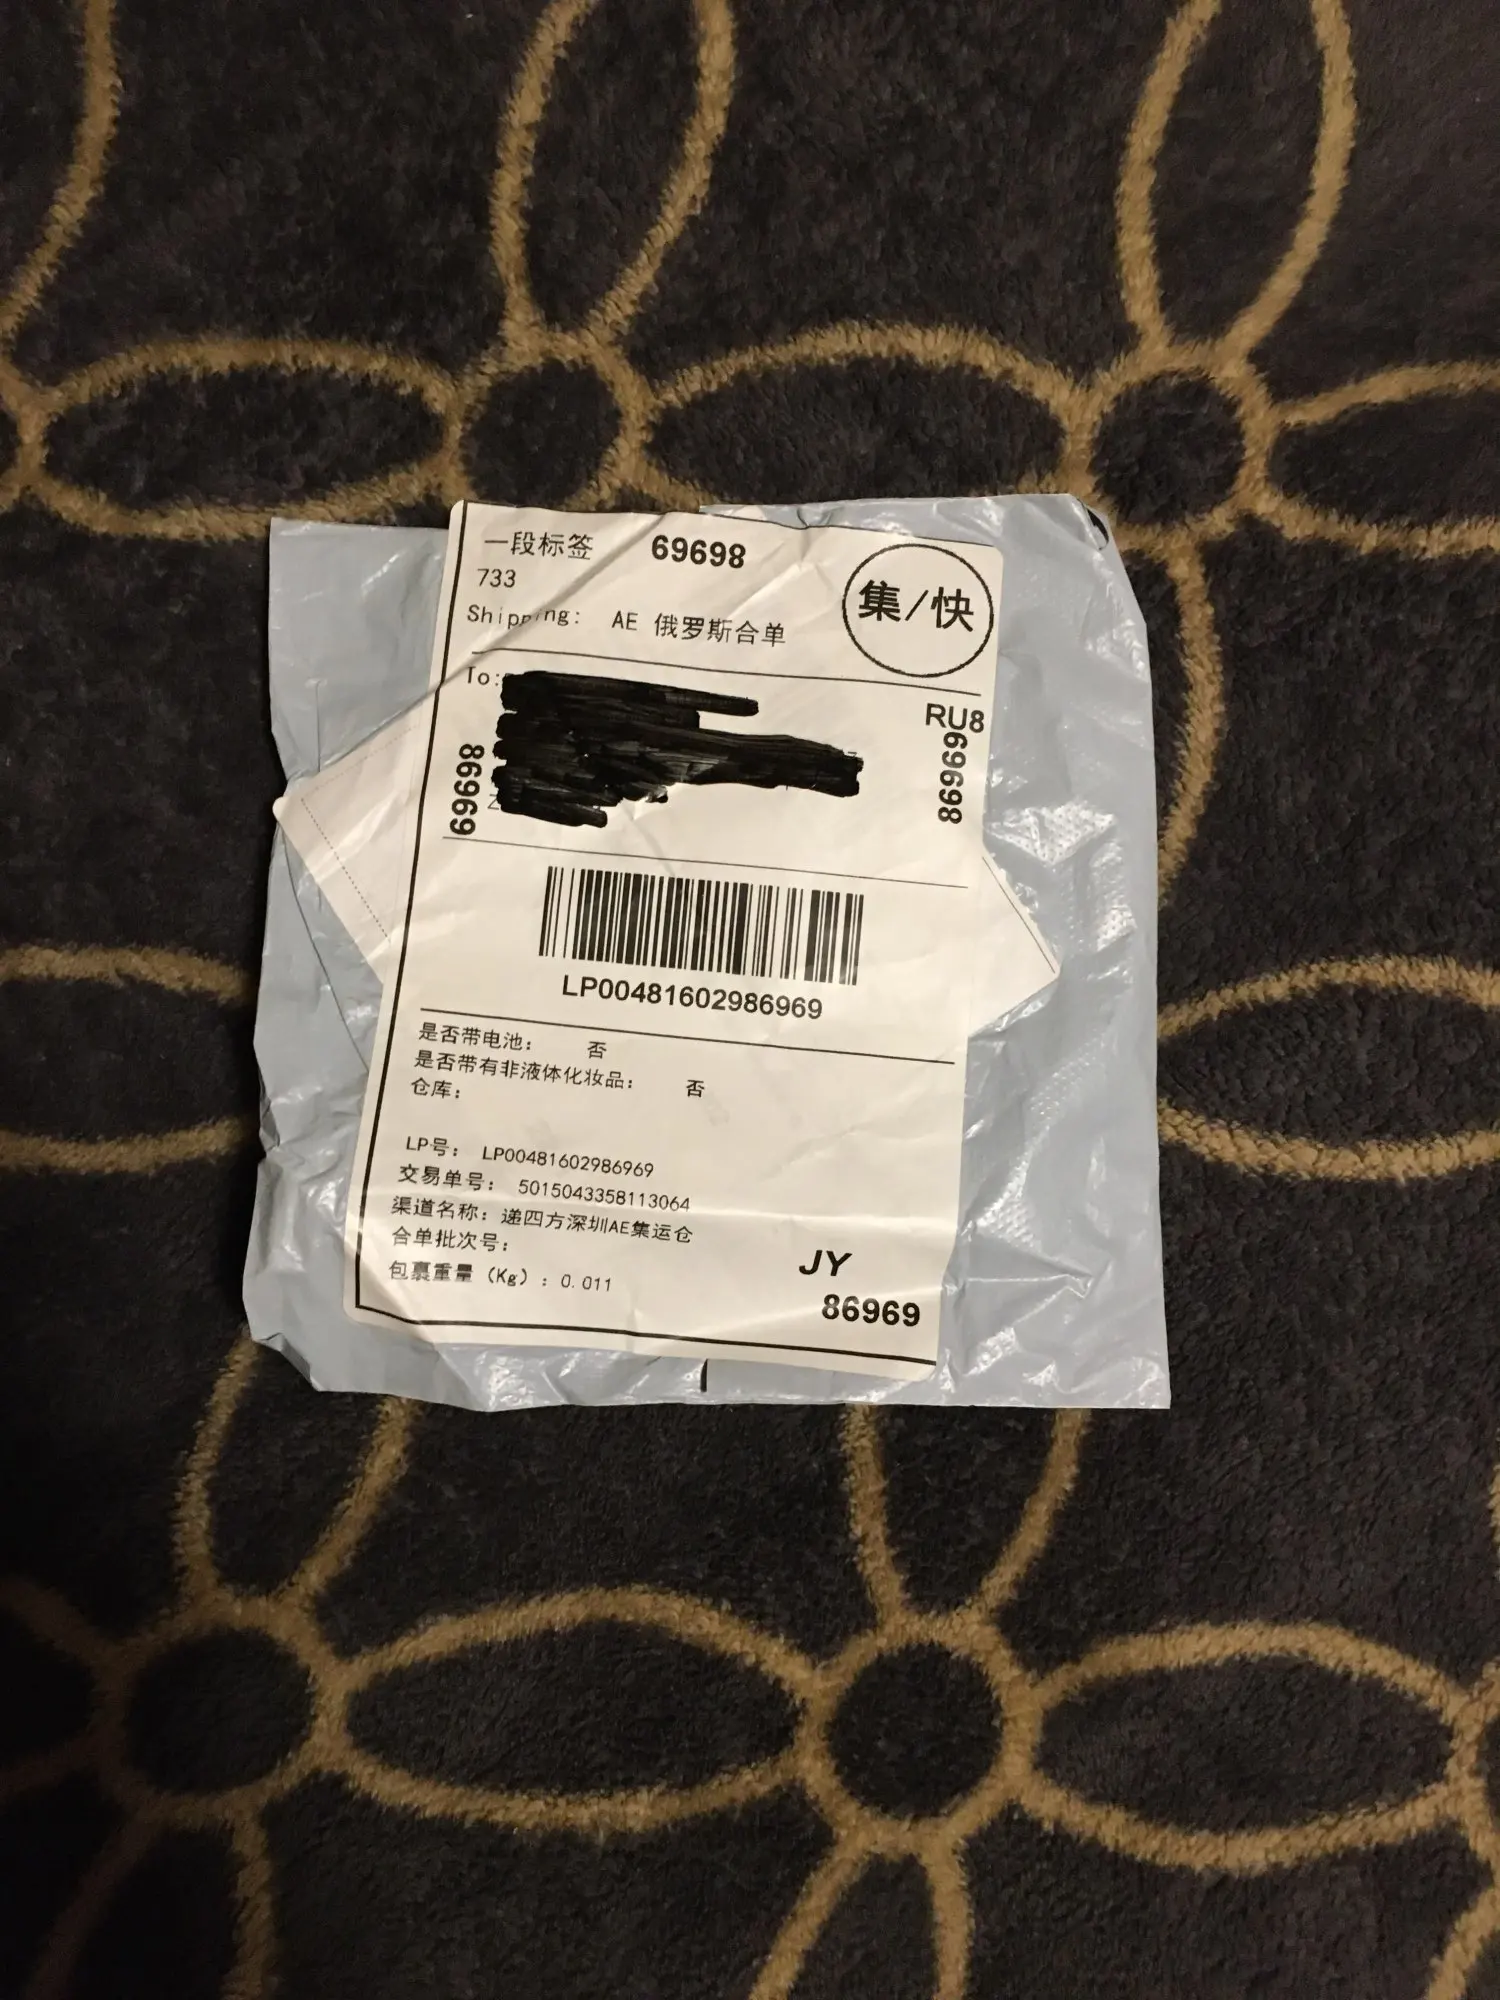 一段标签 69698
733
集/快
Shipping: AE 俄罗斯合单
To:
RU8
69698
69698
LP00481602986969
是否带电池: 否
是否带有非液体化妆品: 否
仓库:
LP号: LP00481602986969
交易单号: 5015043358113064
渠道名称: 递四方深圳AE集运仓
合单批次号:
包裹重量 (Kg) : 0.011
JY
86969